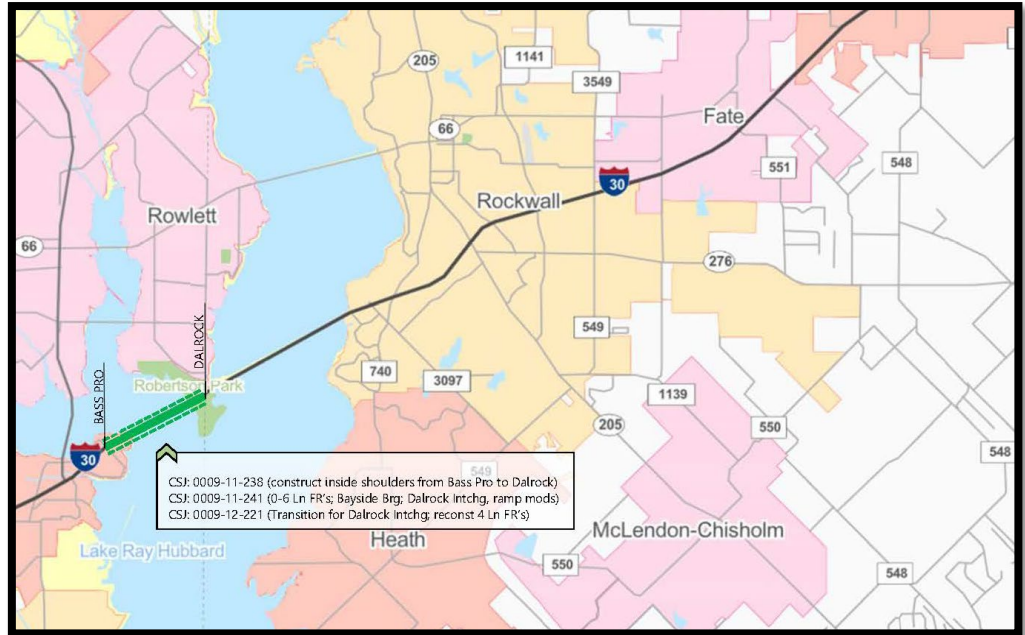 205
1141
3549
66
Fate
551
548
30
Rockwall
Rowlett
66
276
DALROCK
549
740
3097
Robertson Park
1139
BASS PRO
205
550
548
30
549
CSJ: 0009-11-238 (construct inside shoulders from Bass Pro to Dalrock)
CSJ: 0009-11-241 (0-6 Ln FR's; Bayside Brg; Dalrock Intchg, ramp mods)
CSJ: 0009-12-221 (Transition for Dalrock Intchg; reconst 4 Ln FR's)
Heath
McLendon-Chisholm
Lake Ray Hubbard
550
548